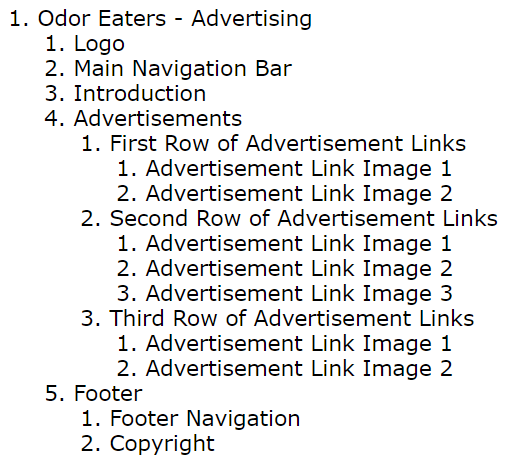 1. Odor Eaters - Advertising
1. Logo
2. Main Navigation Bar
3. Introduction
4. Advertisements
1. First Row of Advertisement Links
1. Advertisement Link Image 1
2. Advertisement Link Image 2
2. Second Row of Advertisement Links
1. Advertisement Link Image 1
2. Advertisement Link Image 2
3. Advertisement Link Image 3
3. Third Row of Advertisement Links
1. Advertisement Link Image 1
2. Advertisement Link Image 2
5. Footer
1. Footer Navigation
2. Copyright